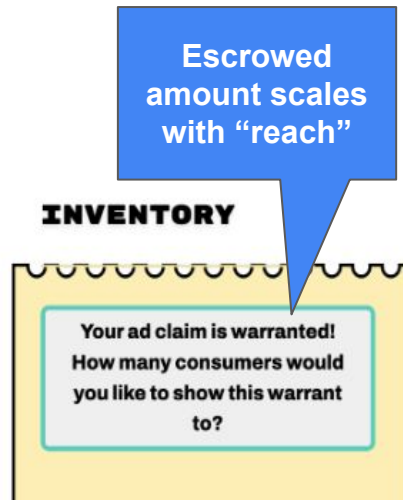 Escrowed
amount scales
with “reach”
INVENTORY
Your ad claim is warranted!
How many consumers would
you like to show this warrant
to?